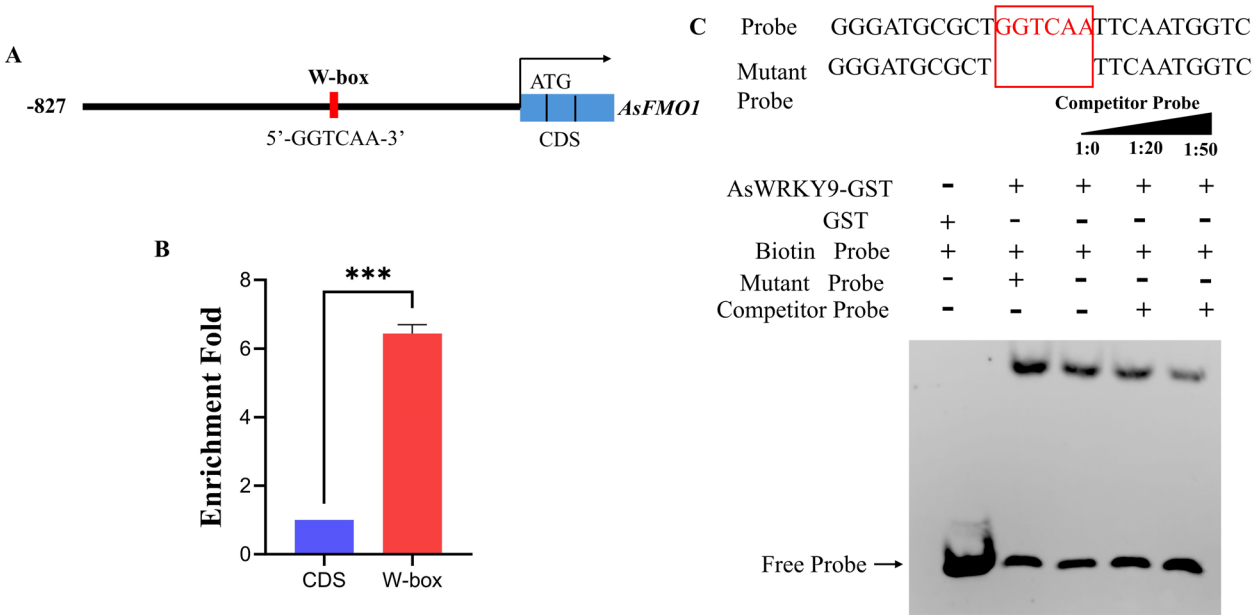 A
W-box
-827
ATG
AsFMO1
5’-GGTCAA-3’
CDS
B
***
Enrichment Fold
8
6
4
2
0
CDS W-box
C
Probe GGGATGCGCTGGTCAATTCAATGGTC
Mutant Probe GGGATGCGCT TTCAATGGTC
Competitor Probe
1:0 1:20 1:50
AsWRKY9-GST - + + + +
GST + - - - -
Biotin Probe + + + + +
Mutant Probe - + - - -
Competitor Probe - - - + +
Free Probe